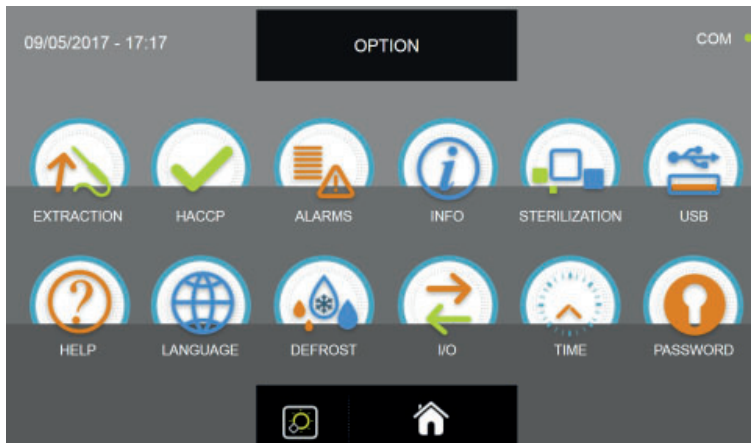 09/05/2017 - 17:17
OPTION
COM
EXTRACTION
HACCP
ALARMS
INFO
STERILIZATION
USB
HELP
LANGUAGE
DEFROST
I/O
TIME
PASSWORD